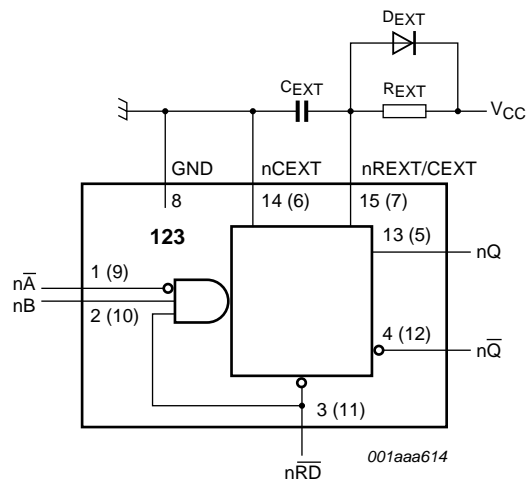 DEXT
CEXT
REXT
VCC
GND
nCEXT
nREXT/CEXT
8
14 (6)
15 (7)
123
13 (5)
nQ
nA̅
1 (9)
nB
2 (10)
4 (12)
nQ̅
3 (11)
nR̅D̅
001aaa614